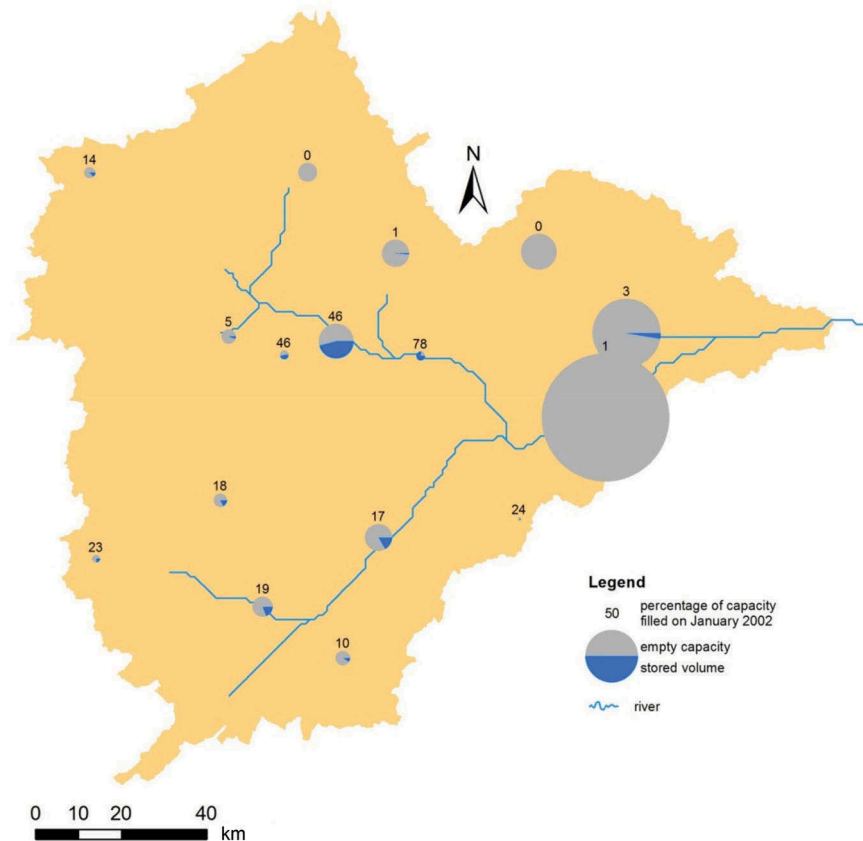 N
14
0
1
0
3
5
46
46
78
1
18
17
24
23
19
10
Legend
50
percentage of capacity
filled on January 2002
empty capacity
stored volume
river
0 10 20 40
km